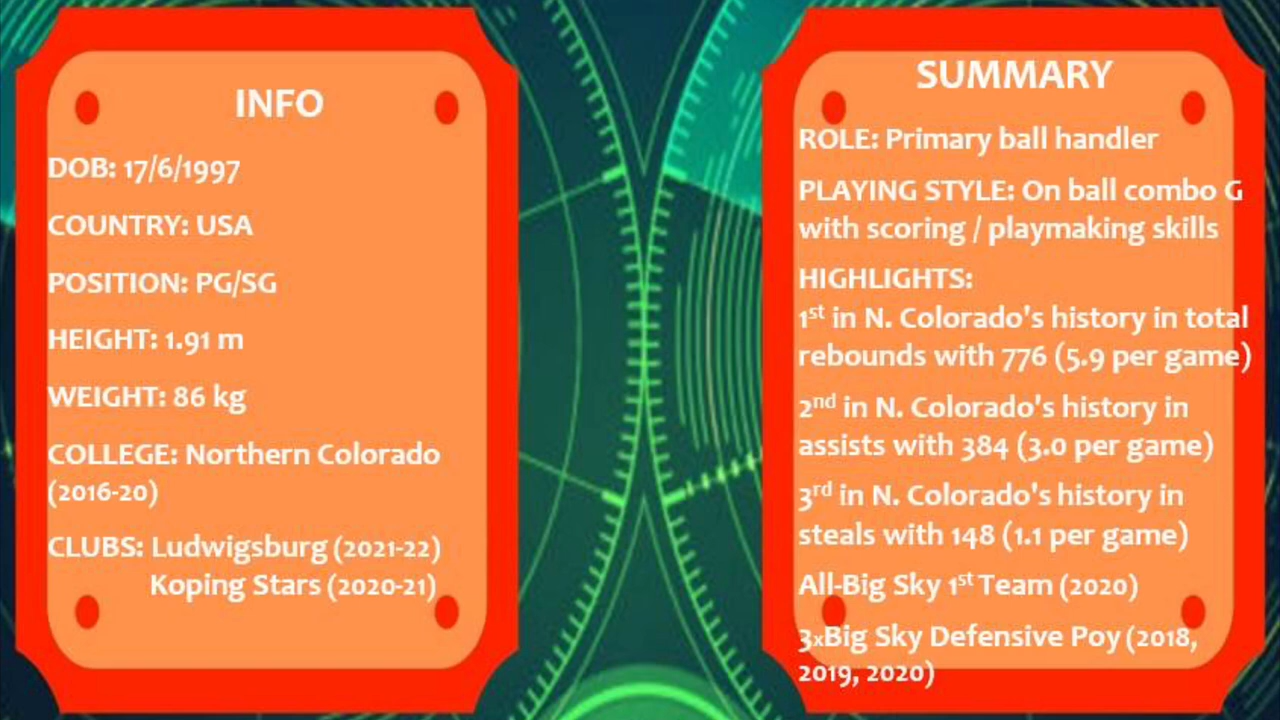 INFO
DOB: 17/6/1997
COUNTRY: USA
POSITION: PG/SG
HEIGHT: 1.91 m
WEIGHT: 86 kg
COLLEGE: Northern Colorado
(2016-20)
CLUBS: Ludwigsburg (2021-22)
Koping Stars (2020-21)
SUMMARY
ROLE: Primary ball handler
PLAYING STYLE: On ball combo G
with scoring / playmaking skills
HIGHLIGHTS:
1st in N. Colorado's history in total
rebounds with 776 (5.9 per game)
2nd in N. Colorado's history in
assists with 384 (3.0 per game)
3rd in N. Colorado's history in
steals with 148 (1.1 per game)
All-Big Sky 1st Team (2020)
3xBig Sky Defensive Poy (2018,
2019, 2020)